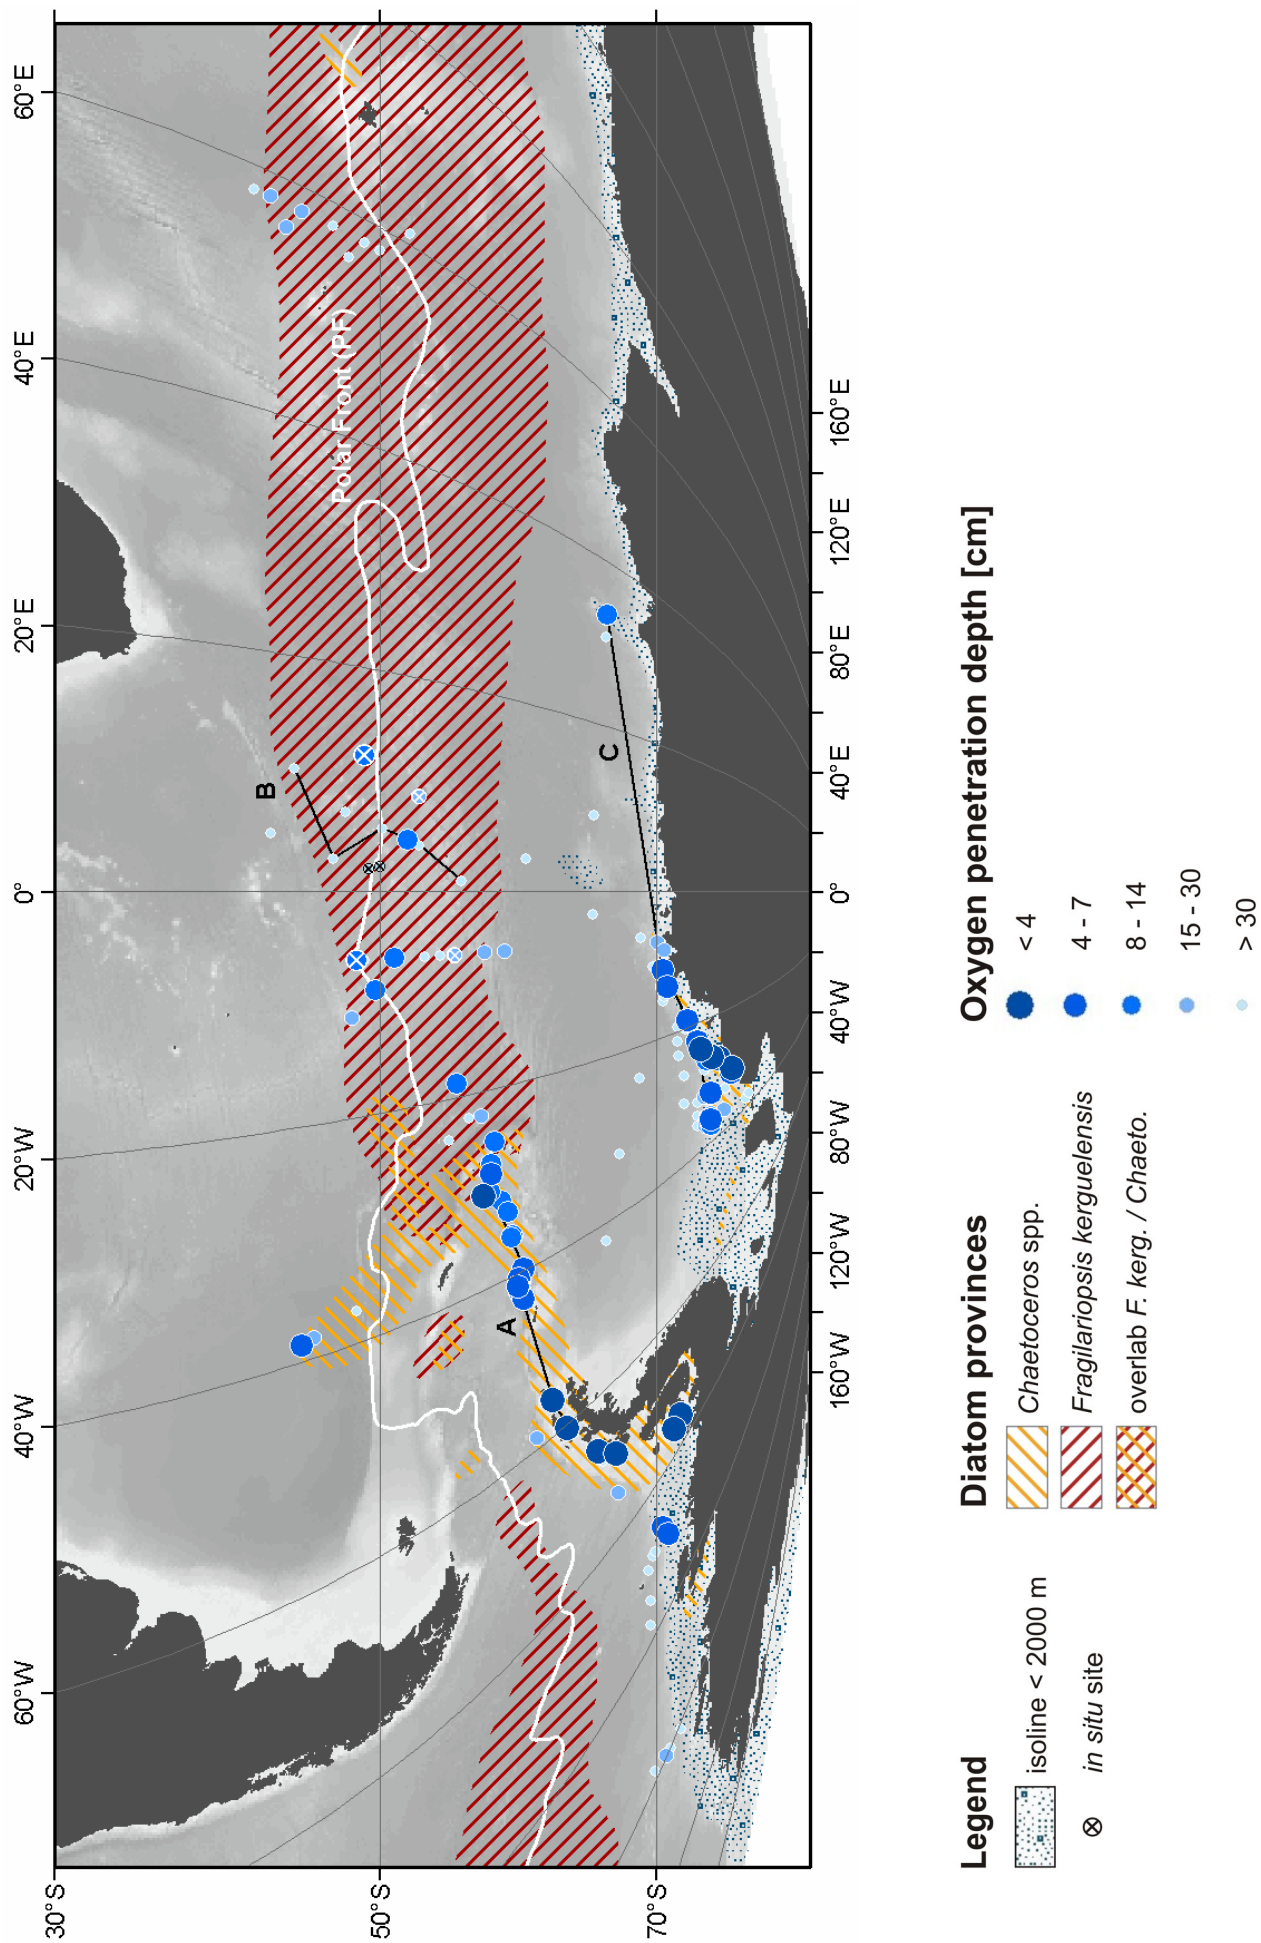 60°W
40°W
20°W
0°
20°E
40°E
60°E
30°S
50°S
70°S
Polar Front (PF)
B
C
A
160°W
120°W
80°W
40°W
0°
40°E
80°E
120°E
160°E
Legend
isoline < 2000 m
in situ site
Diatom provinces
Chaetoceros spp.
Fragilariopsis kerguelensis
overlab F. kerg. / Chaeto.
Oxygen penetration depth [cm]
< 4
4 - 7
8 - 14
15 - 30
> 30